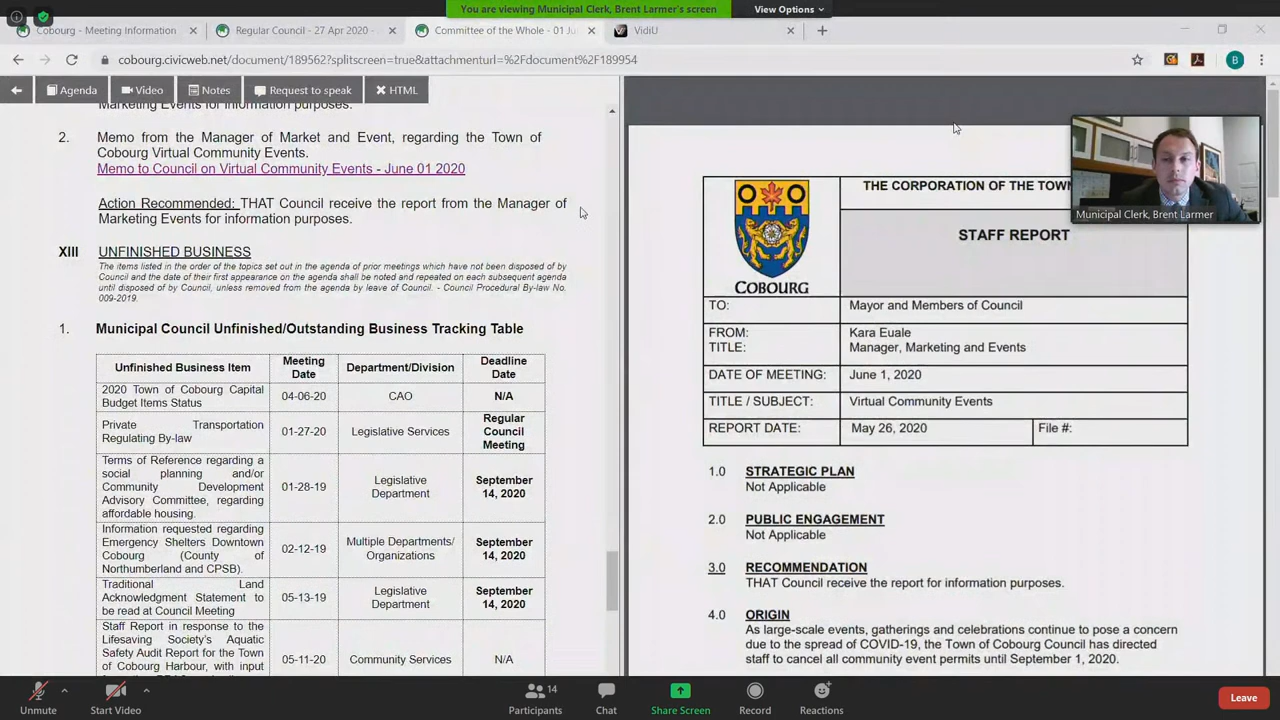 You are viewing Municipal Clerk, Brent Larmer's screen
View Options
Cobourg - Meeting Information
Regular Council - 27 Apr 2020 -
Committee of the Whole - 01 Ju
VidiU
cobourg.civicweb.net/document/189562?splitscreen=true&attachmenturl=%2Fdocument%2F189954
B
Agenda
Video
Notes
Request to speak
HTML
Marketing Events for information purposes.
2. Memo from the Manager of Market and Event, regarding the Town of
Cobourg Virtual Community Events.
Memo to Council on Virtual Community Events - June 01 2020
Action Recommended: THAT Council receive the report from the Manager of
Marketing Events for information purposes.
XIII UNFINISHED BUSINESS
The items listed in the order of the topics set out in the agenda of prior meetings which have not been disposed of by
Council and the date of their first appearance on the agenda shall be noted and repeated on each subsequent agenda
until disposed of by Council, unless removed from the agenda by leave of Council. - Council Procedural By-law No.
009-2019.
1. Municipal Council Unfinished/Outstanding Business Tracking Table
Unfinished Business Item
Meeting
Date
Department/Division
Deadline
Date
2020 Town of Cobourg Capital
Budget Items Status
04-06-20
CAO
N/A
Private Transportation
Regulating By-law
01-27-20
Legislative Services
Regular
Council
Meeting
Terms of Reference regarding a
social planning and/or
Community Development
Advisory Committee, regarding
affordable housing.
01-28-19
Legislative
Department
September
14, 2020
Information requested regarding
Emergency Shelters Downtown
Cobourg (County of
Northumberland and CPSB).
02-12-19
Multiple Departments/
Organizations
September
14, 2020
Traditional Land
Acknowledgment Statement to
be read at Council Meeting
05-13-19
Legislative
Department
September
14, 2020
Staff Report in response to the
Lifesaving Society's Aquatic
Safety Audit Report for the Town
of Cobourg Harbour, with input
05-11-20
Community Services
N/A
COBOURG
THE CORPORATION OF THE TOWN
STAFF REPORT
TO: Mayor and Members of Council
FROM: Kara Euale
TITLE: Manager, Marketing and Events
DATE OF MEETING: June 1, 2020
TITLE / SUBJECT: Virtual Community Events
REPORT DATE: May 26, 2020 File #:
1.0 STRATEGIC PLAN
Not Applicable
2.0 PUBLIC ENGAGEMENT
Not Applicable
3.0 RECOMMENDATION
THAT Council receive the report for information purposes.
4.0 ORIGIN
As large-scale events, gatherings and celebrations continue to pose a concern
due to the spread of COVID-19, the Town of Cobourg Council has directed
staff to cancel all community event permits until September 1, 2020.
Municipal Clerk, Brent Larmer
Unmute
Start Video
14
Participants
Chat
Share Screen
Record
Reactions
Leave